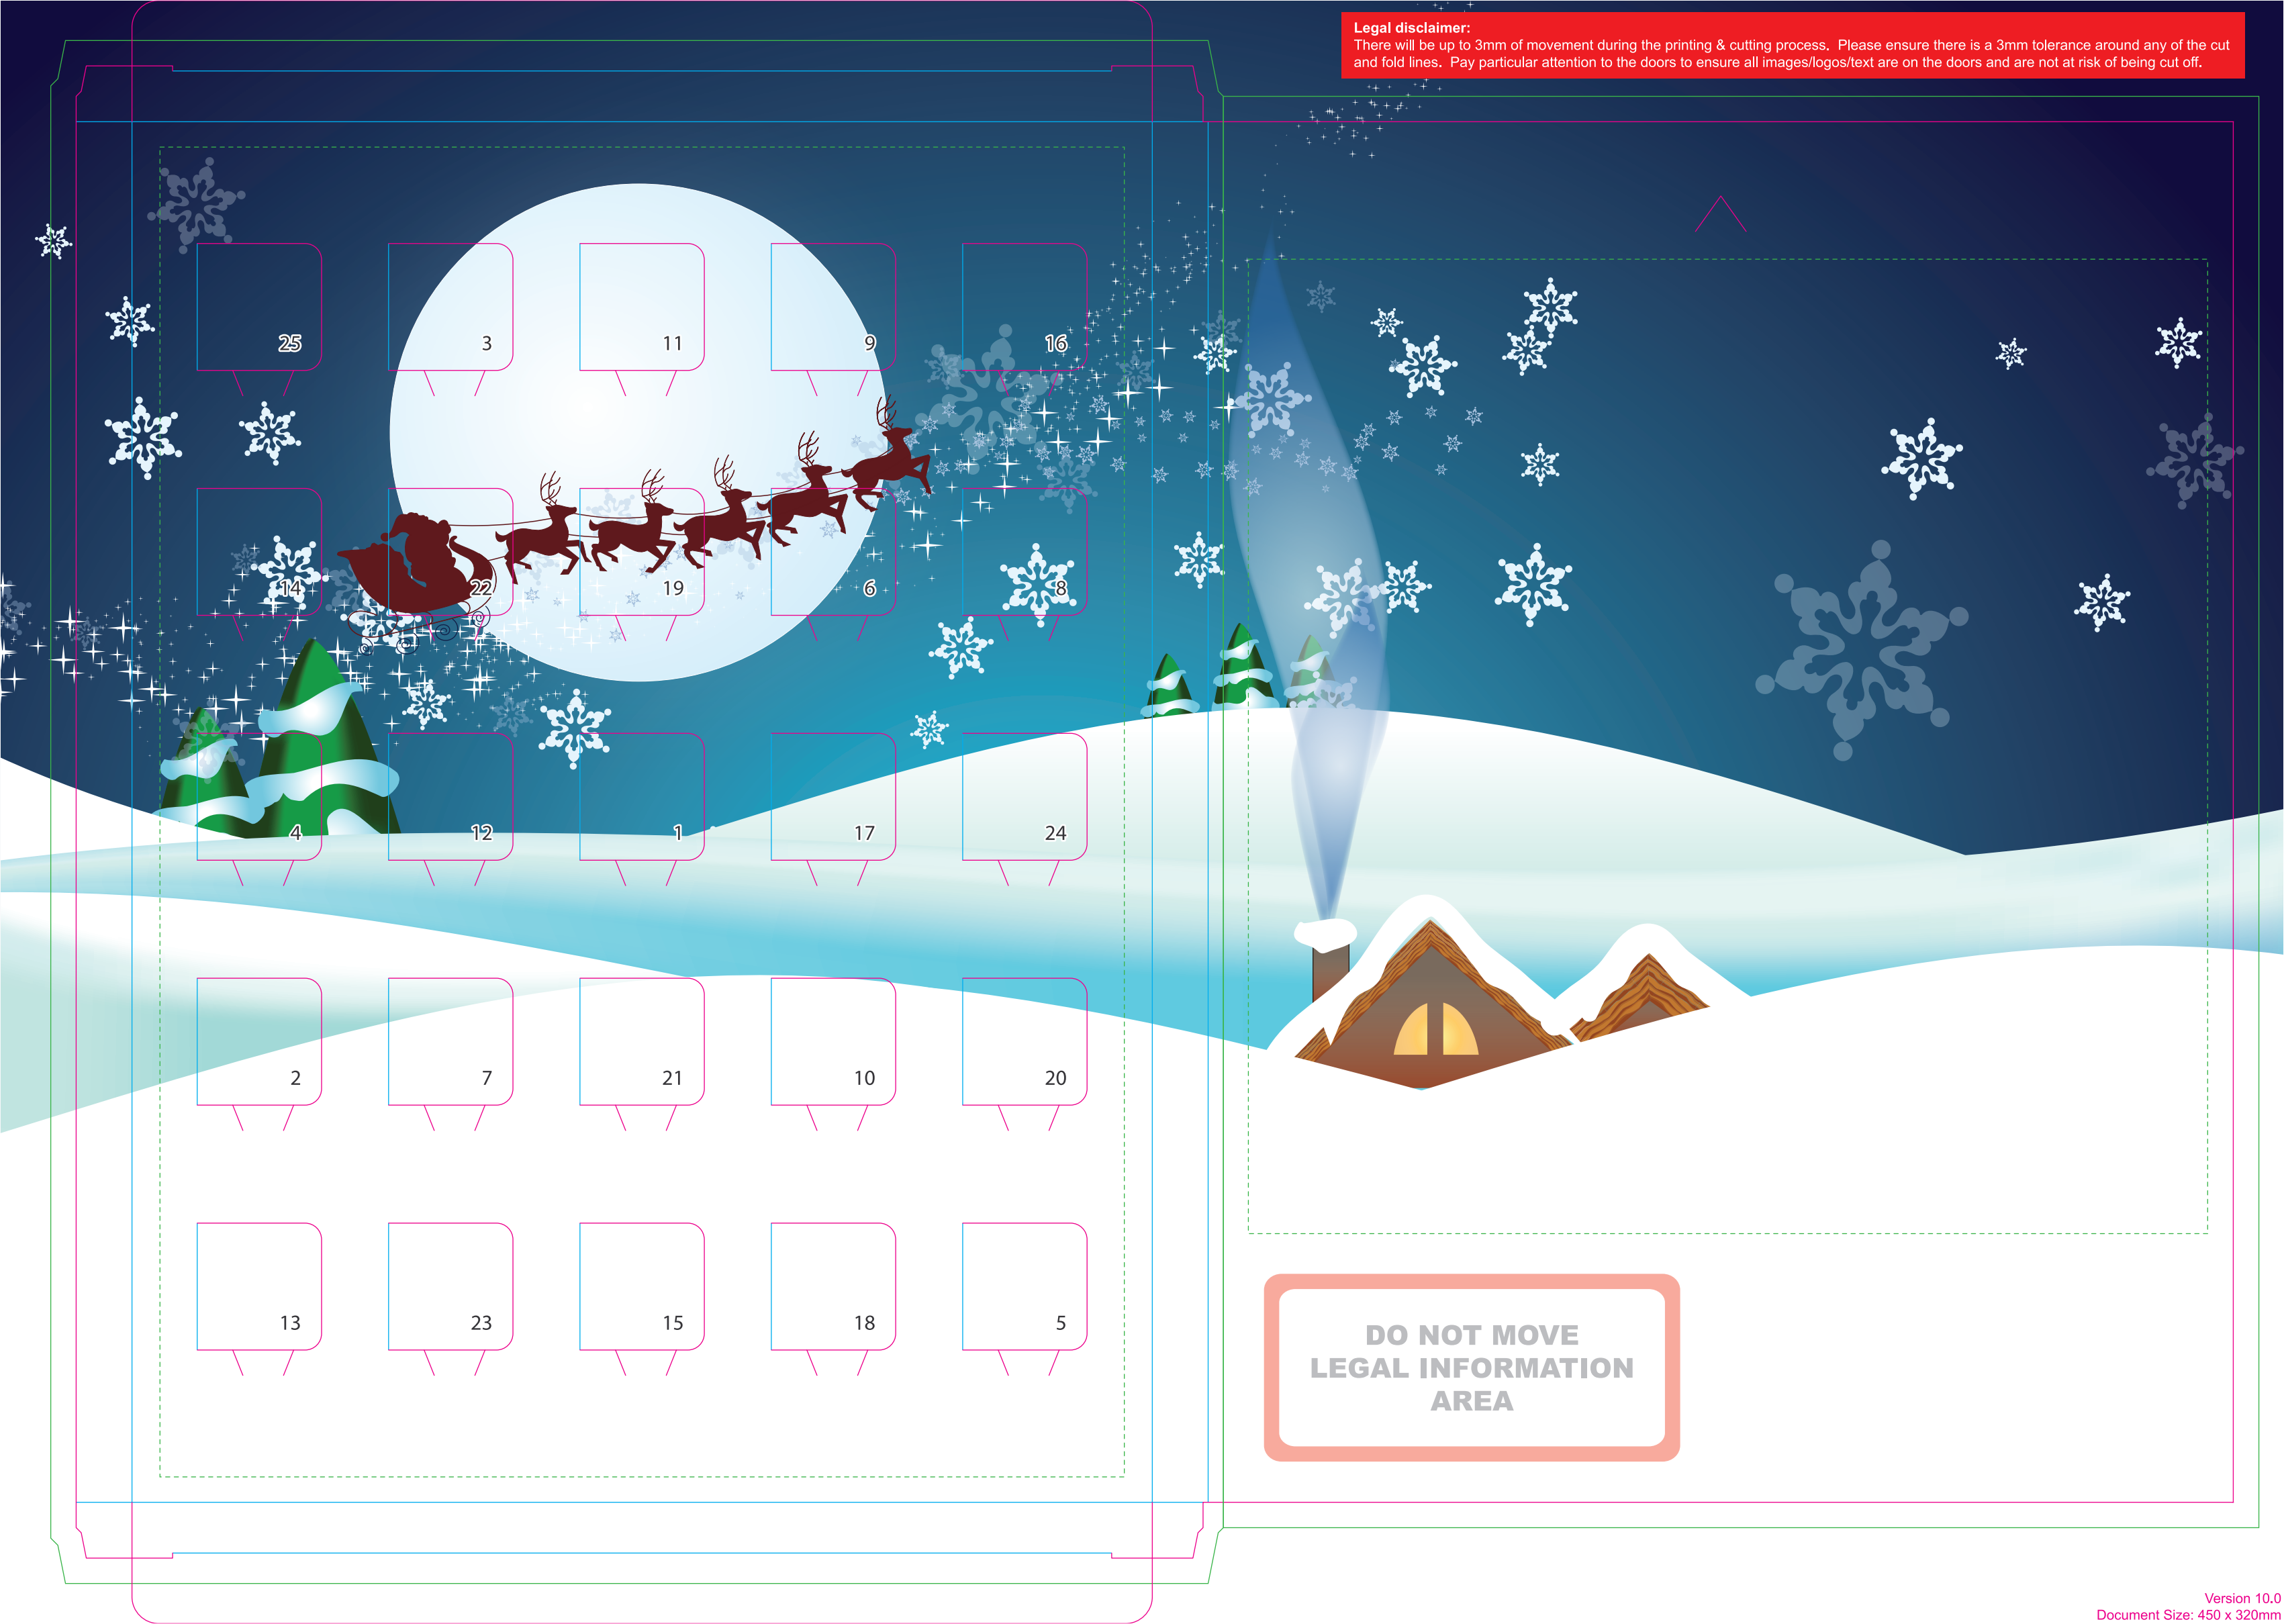 Legal disclaimer:
There will be up to 3mm of movement during the printing & cutting process.  Please ensure there is a 3mm tolerance around any of the cut
and fold lines.  Pay particular attention to the doors to ensure all images/logos/text are on the doors and are not at risk of being cut off.
25 3 11 9 16
14 22 19 6 8
4 12 1 17 24
2 7 21 10 20
13 23 15 18 5
DO NOT MOVE
LEGAL INFORMATION
AREA
Version 10.0
Document Size: 450 x 320mm